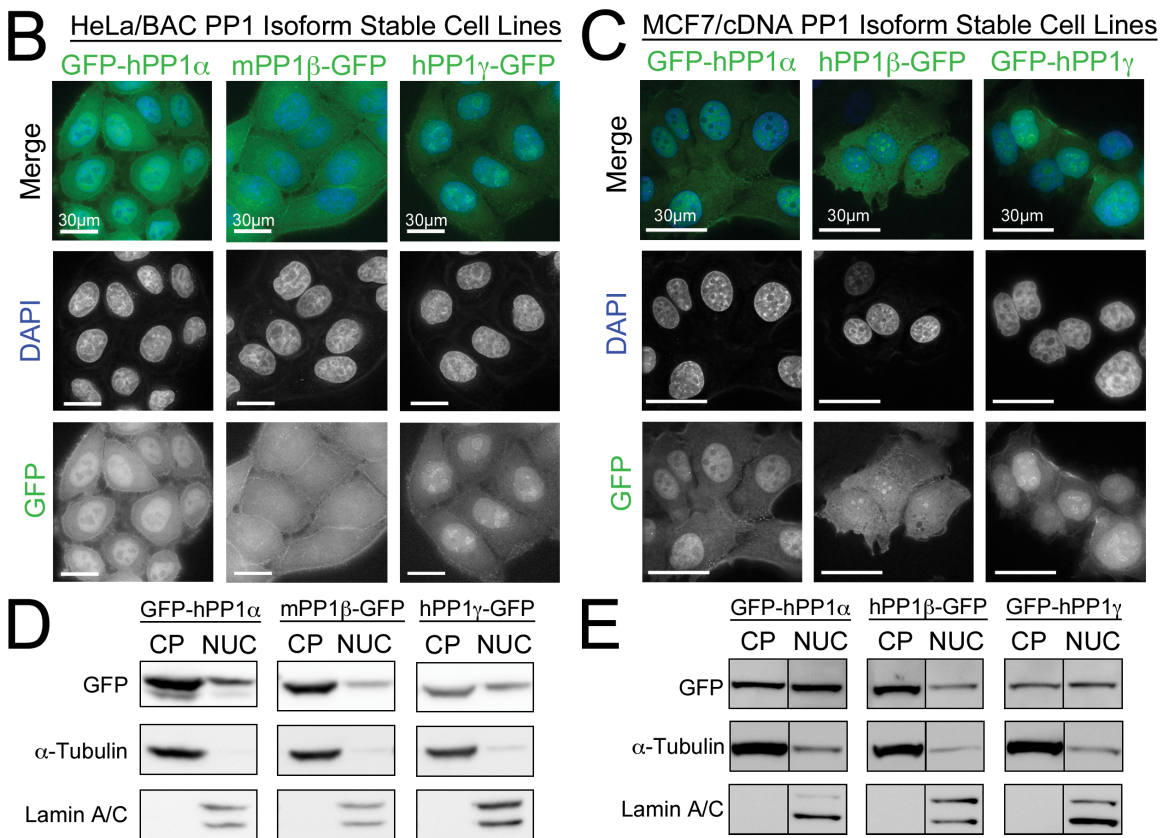 B HeLa/BAC PP1 Isoform Stable Cell Lines
GFP-hPP1α mPP1β-GFP hPP1γ-GFP
Merge
30µm 30µm 30µm
DAPI
GFP
C MCF7/cDNA PP1 Isoform Stable Cell Lines
GFP-hPP1α hPP1β-GFP GFP-hPP1γ
Merge
30µm 30µm 30µm
DAPI
GFP
D GFP-hPP1α mPP1β-GFP hPP1γ-GFP
CP NUC CP NUC CP NUC
GFP
α-Tubulin
Lamin A/C
E GFP-hPP1α hPP1β-GFP GFP-hPP1γ
CP NUC CP NUC CP NUC
GFP
α-Tubulin
Lamin A/C